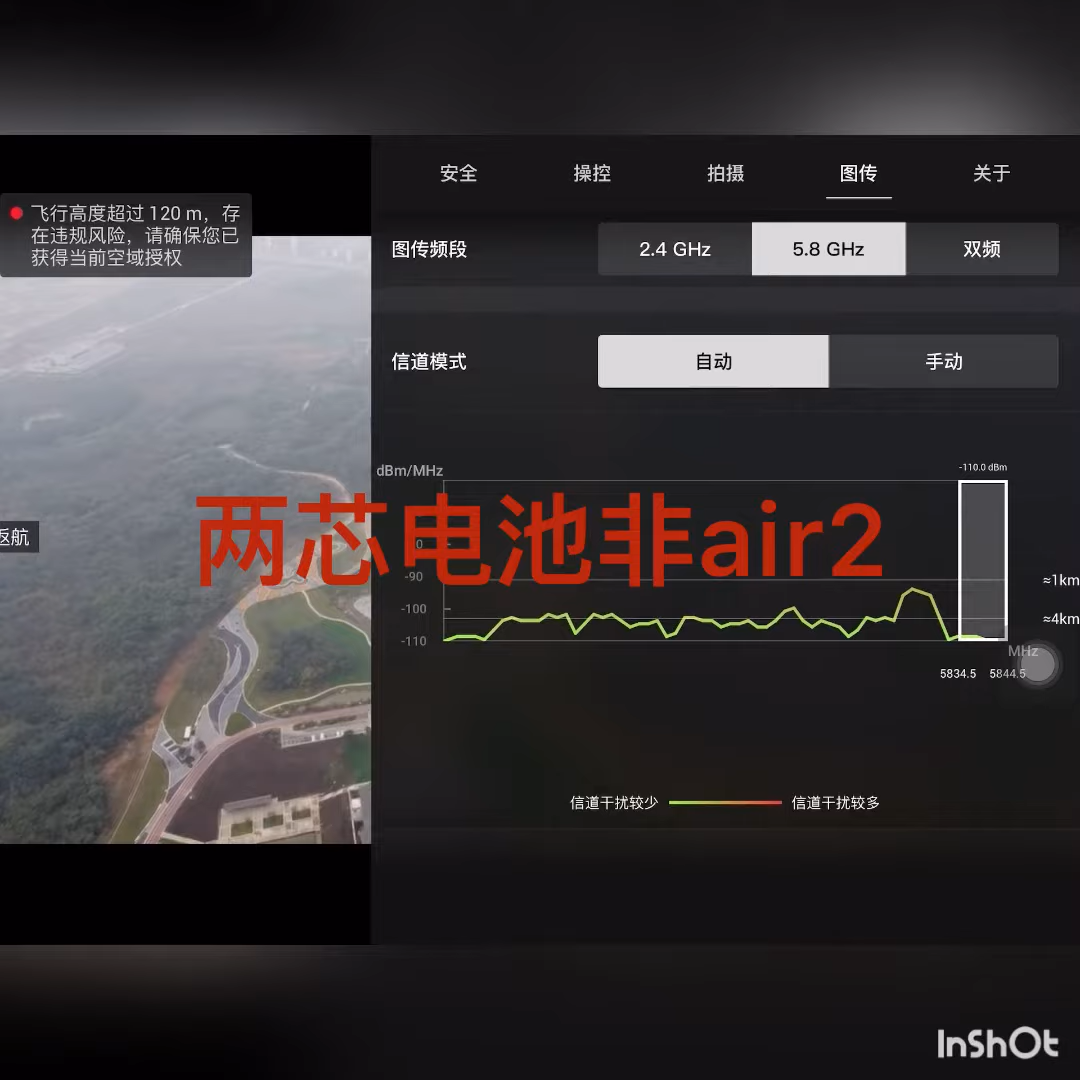 安全
操控
拍摄
图传
关于
飞行高度超过 120 m，存
在违规风险，请确保您已
获得当前空域授权
图传频段
2.4 GHz
5.8 GHz
双频
信道模式
自动
手动
dBm/MHz
-110.0 dBm
两芯电池非air2
返航
-90
≈1km
-100
≈4km
-110
MHz
5834.5
5844.5
信道干扰较少
信道干扰较多
InShOt